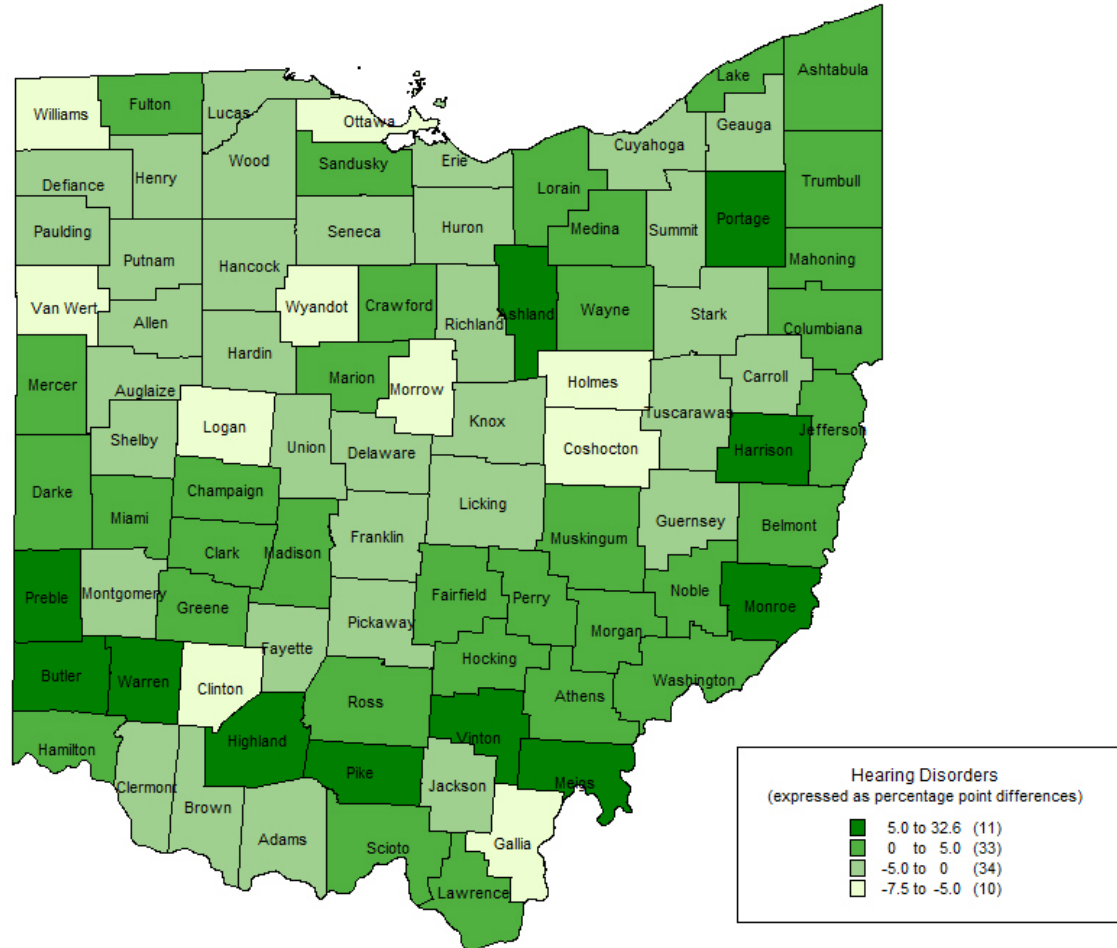 Lake
Ashtabula
Williams
Fulton
Lucas
Ottawa
Geauga
Cuyahoga
Wood
Sandusky
Erie
Lorain
Trumbull
Defiance
Henry
Paulding
Seneca
Huron
Medina
Summit
Portage
Putnam
Hancock
Mahoning
Van Wert
Wyandot
Crawford
Ashland
Wayne
Stark
Allen
Richland
Columbiana
Hardin
Mercer
Marion
Morrow
Holmes
Carroll
Auglaize
Knox
Tuscarawas
Logan
Shelby
Union
Delaware
Coshocton
Harrison
Jefferson
Darke
Champaign
Licking
Miami
Franklin
Guernsey
Belmont
Clark
Madison
Muskingum
Preble
Montgomery
Greene
Fairfield
Perry
Noble
Monroe
Pickaway
Morgan
Fayette
Hocking
Butler
Warren
Clinton
Washington
Ross
Athens
Highland
Vinton
Hamilton
Pike
Meigs
Clermont
Jackson
Brown
Adams
Gallia
Scioto
Lawrence
Hearing Disorders
(expressed as percentage point differences)
5.0 to 32.6 (11)
0 to 5.0 (33)
-5.0 to 0 (34)
-7.5 to -5.0 (10)